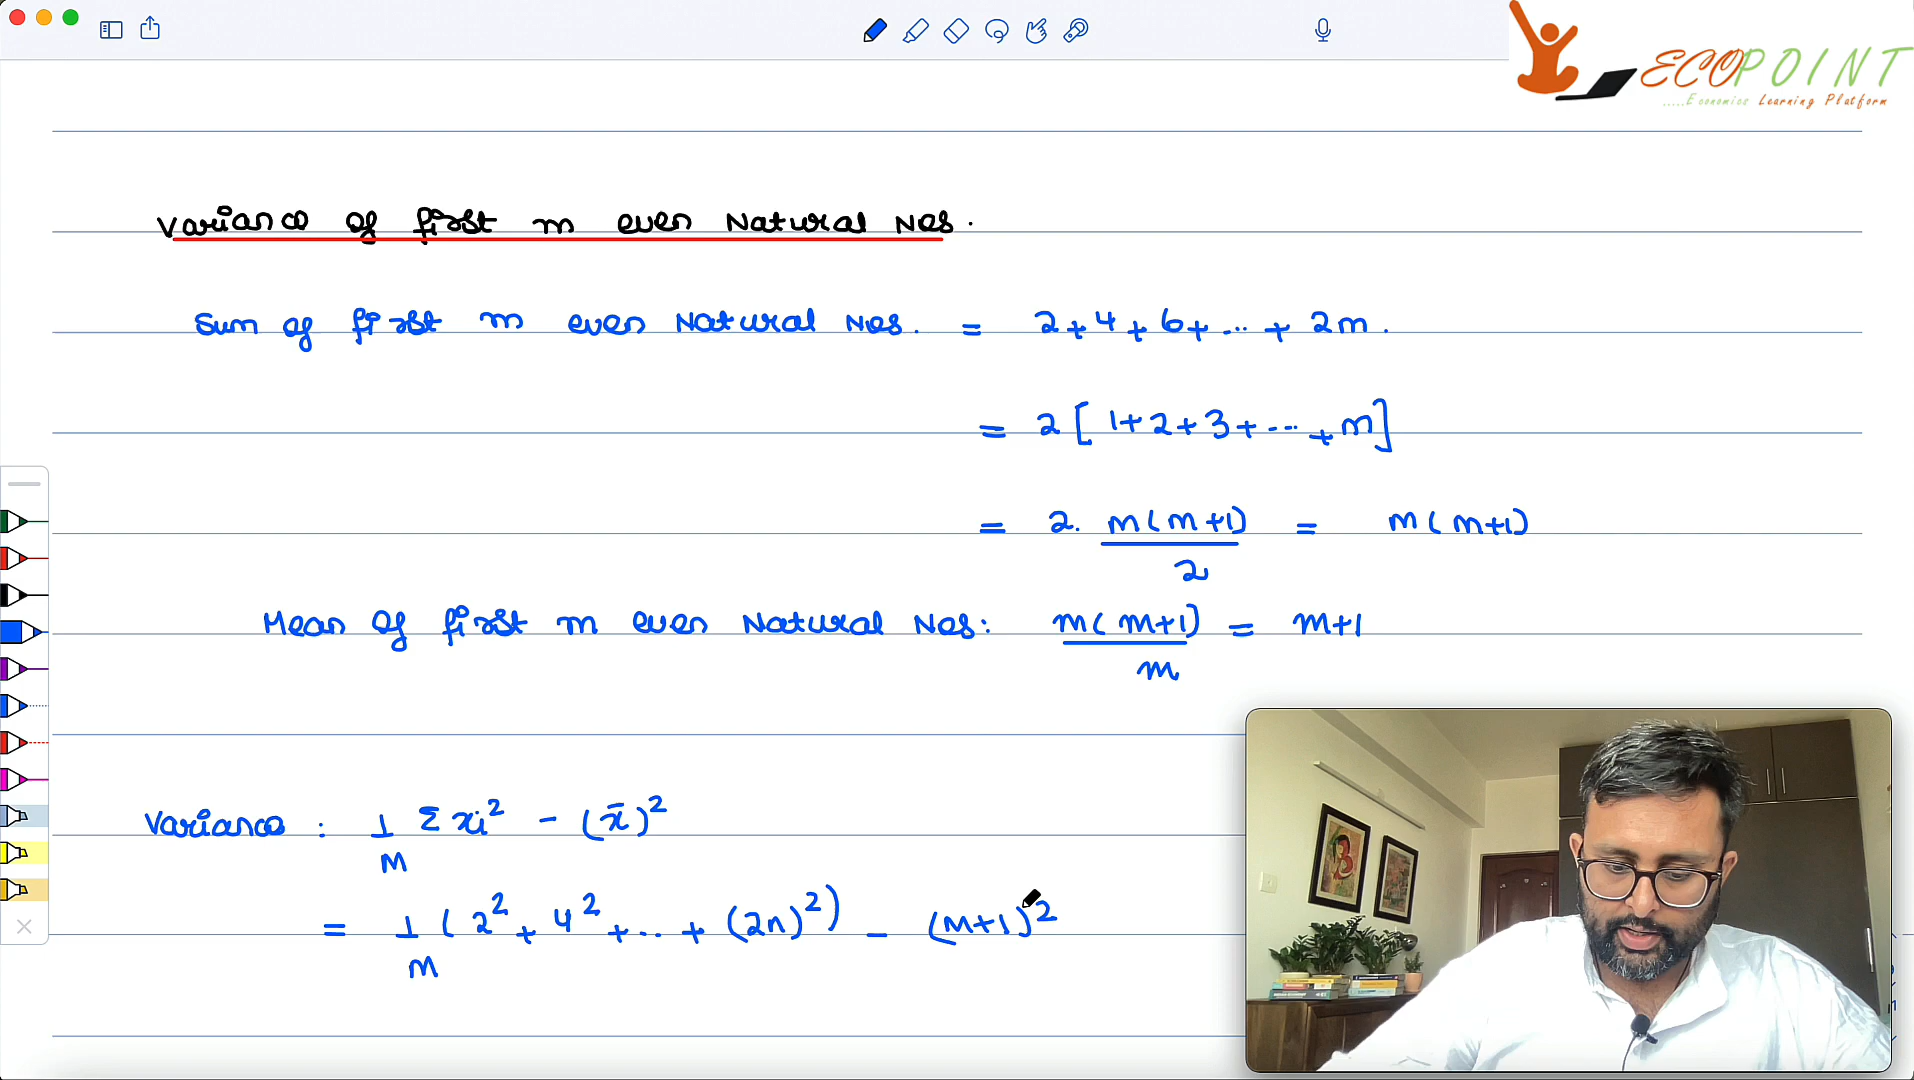 ECOPOINT
.....Economics Learning Platform
Variance of first m even Natural Nos.
Sum of first m even Natural Nos. = 2+4+6+...+2m.
= 2[1+2+3+...+m]
= 2. m(m+1)/2 = m(m+1)
Mean of first m even Natural Nos: m(m+1)/m = m+1
Variance : 1/M Σxi² - (x̄)²
= 1/M (2²+4²+...+(2n)²) - (m+1)²